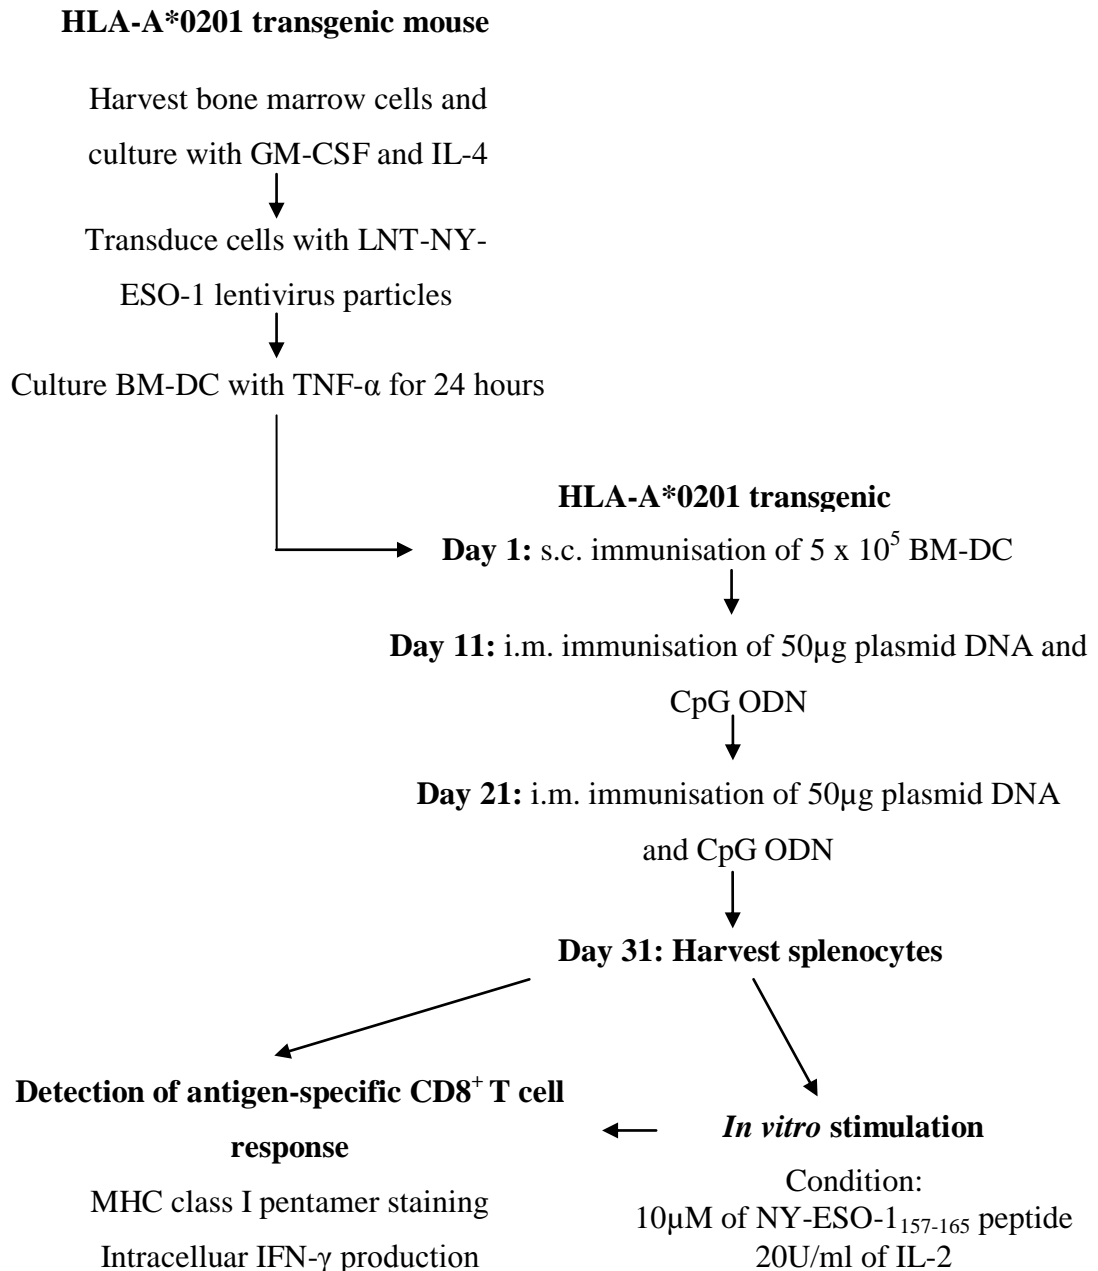 HLA-A*0201 transgenic mouse
Harvest bone marrow cells and
culture with GM-CSF and IL-4
Transduce cells with LNT-NY-
ESO-1 lentivirus particles
Culture BM-DC with TNF-α for 24 hours
HLA-A*0201 transgenic
Day 1: s.c. immunisation of 5 x 10⁵ BM-DC
Day 11: i.m. immunisation of 50µg plasmid DNA and
CpG ODN
Day 21: i.m. immunisation of 50µg plasmid DNA
and CpG ODN
Day 31: Harvest splenocytes
Detection of antigen-specific CD8⁺ T cell
response
MHC class I pentamer staining
Intracelluar IFN-γ production
In vitro stimulation
Condition:
10µM of NY-ESO-1₁₅₇₋₁₆₅ peptide
20U/ml of IL-2